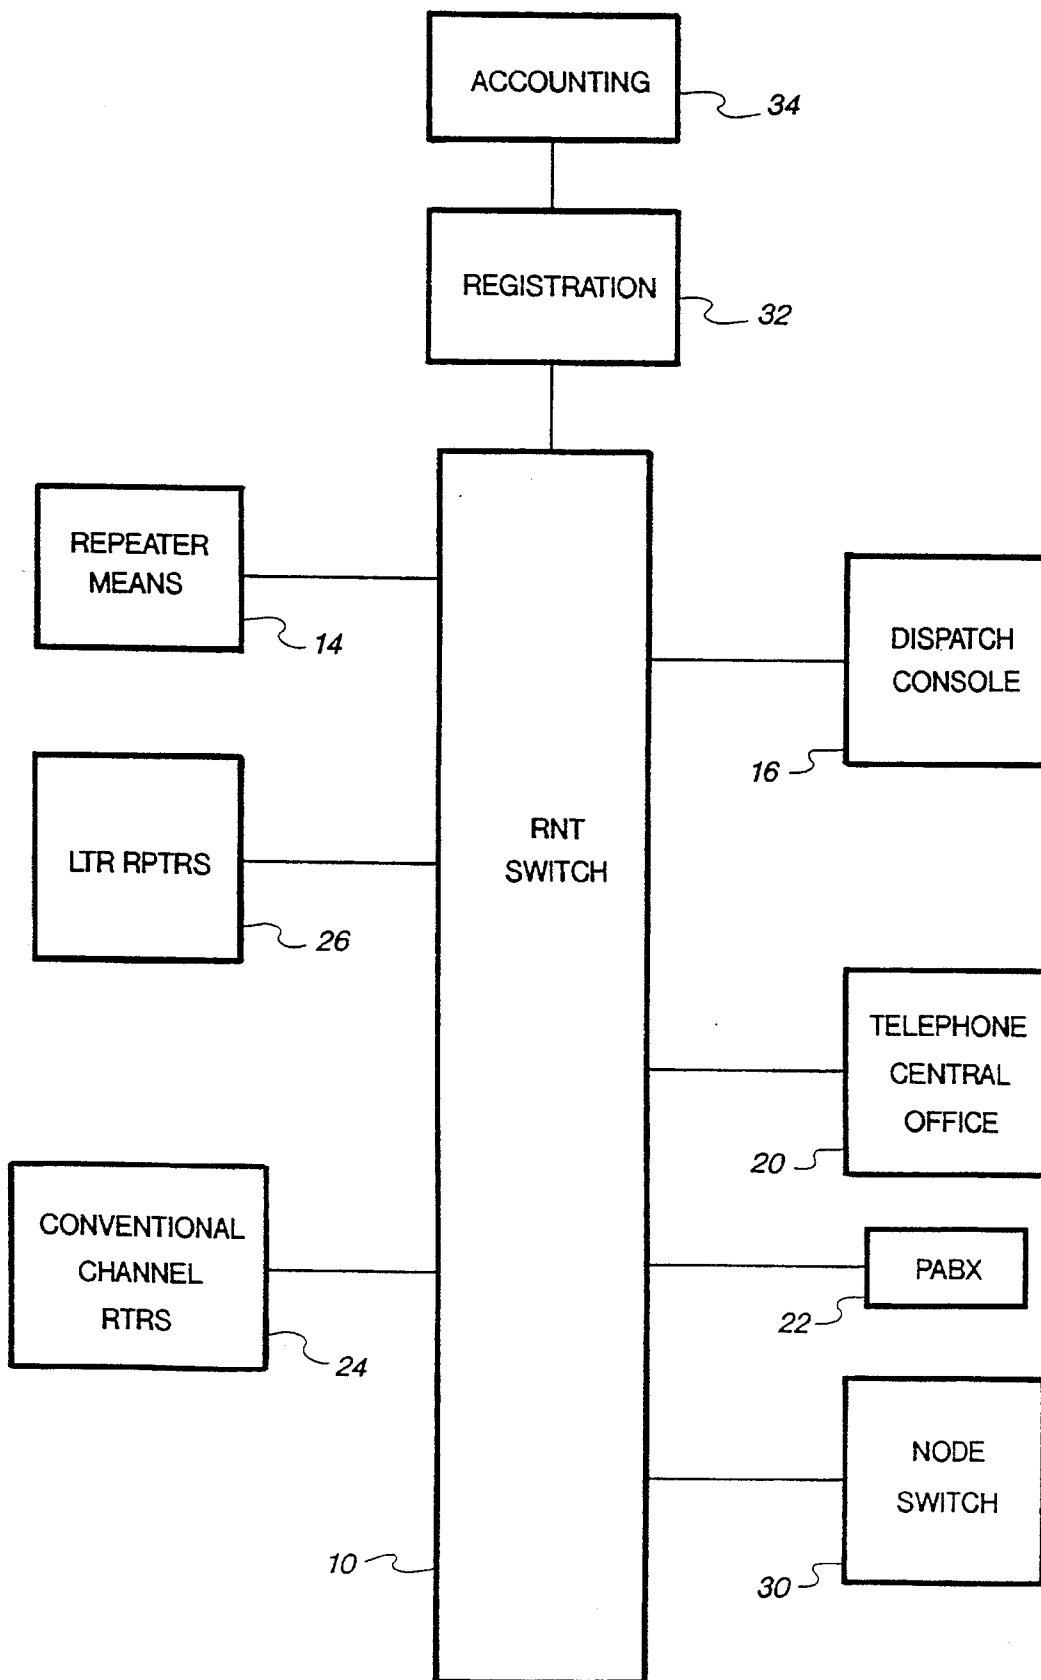 ACCOUNTING
34
REGISTRATION
32
REPEATER
MEANS
14
DISPATCH
CONSOLE
16
RNT
SWITCH
LTR RPTRS
26
TELEPHONE
CENTRAL
OFFICE
20
CONVENTIONAL
CHANNEL
RTRS
24
PABX
22
NODE
SWITCH
30
10